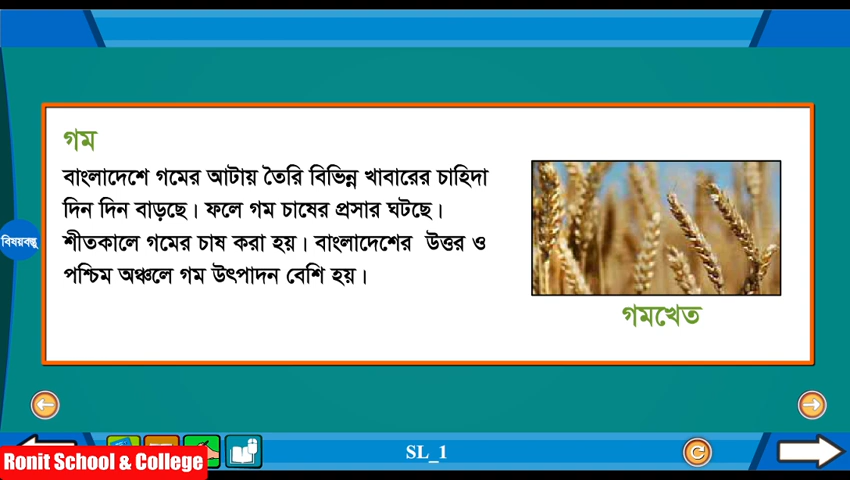 গম
বাংলাদেশে গমের আটায় তৈরি বিভিন্ন খাবারের চাহিদা
দিন দিন বাড়ছে। ফলে গম চাষের প্রসার ঘটছে।
শীতকালে গমের চাষ করা হয়। বাংলাদেশের উত্তর ও
পশ্চিম অঞ্চলে গম উৎপাদন বেশি হয়।
গমখেত
বিষয়বস্তু
SL_1
Ronit School & College